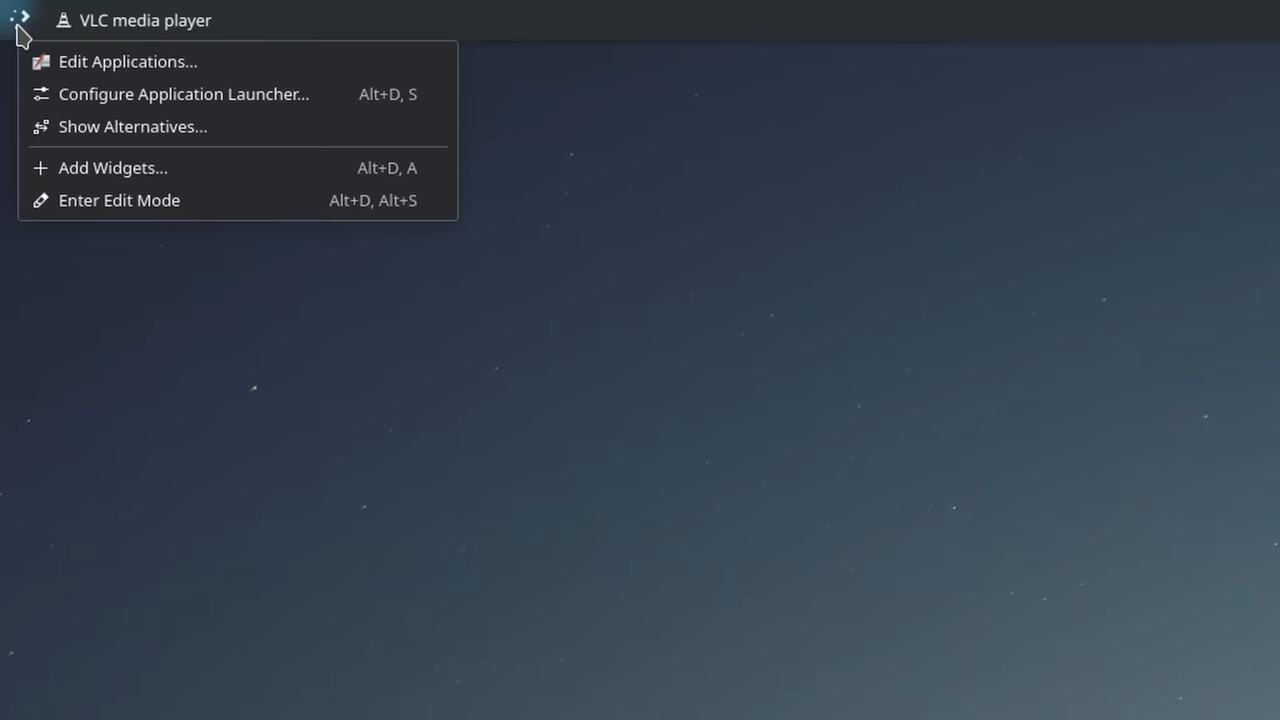 VLC media player
Edit Applications...
Configure Application Launcher... Alt+D, S
Show Alternatives...
Add Widgets... Alt+D, A
Enter Edit Mode Alt+D, Alt+S